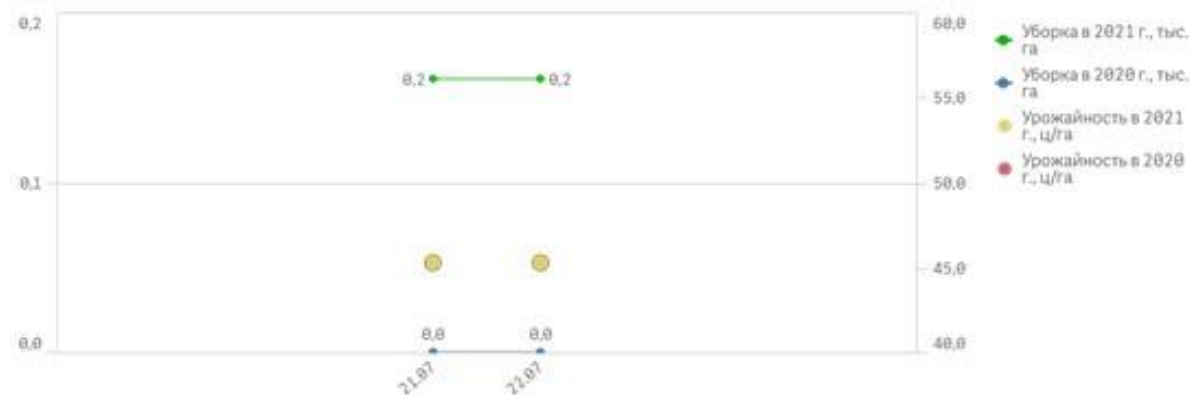 0,2
60,0
Уборка в 2021 г., тыс.
га
Уборка в 2020 г., тыс.
га
0,2
0,2
55,0
Урожайность в 2021
г., ц/га
Урожайность в 2020
г., ц/га
0,1
50,0
45,0
0,0
0,0
0,0
40,0
21.07
22.07